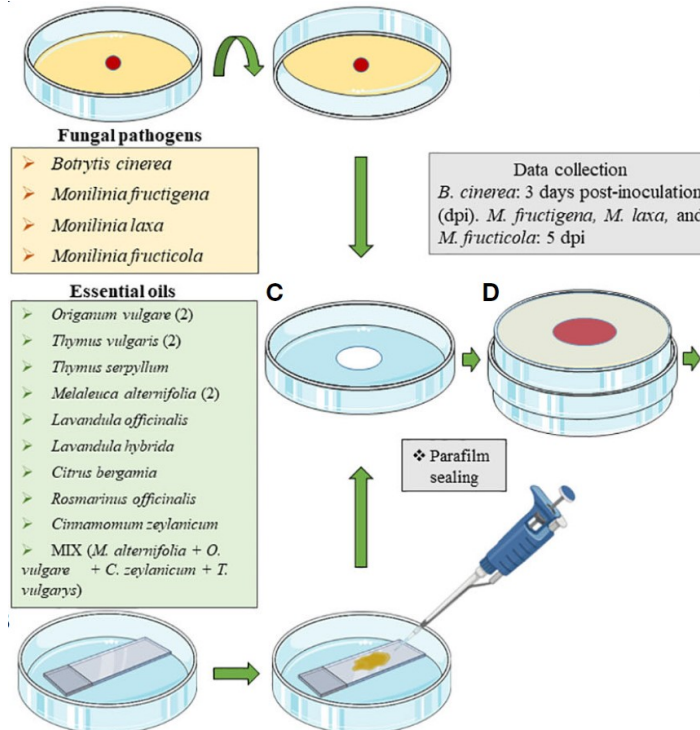 Fungal pathogens
➢ Botrytis cinerea
➢ Monilinia fructigena
➢ Monilinia laxa
➢ Monilinia fructicola
Data collection
B. cinerea: 3 days post-inoculation
(dpi). M. fructigena, M. laxa, and
M. fructicola: 5 dpi
Essential oils
➢ Origanum vulgare (2)
➢ Thymus vulgaris (2)
➢ Thymus serpyllum
➢ Melaleuca alternifolia (2)
➢ Lavandula officinalis
➢ Lavandula hybrida
➢ Citrus bergamia
➢ Rosmarinus officinalis
➢ Cinnamomum zeylanicum
➢ MIX (M. alternifolia + O.
vulgare + C. zeylanicum + T.
vulgarys)
C
D
❖ Parafilm
sealing